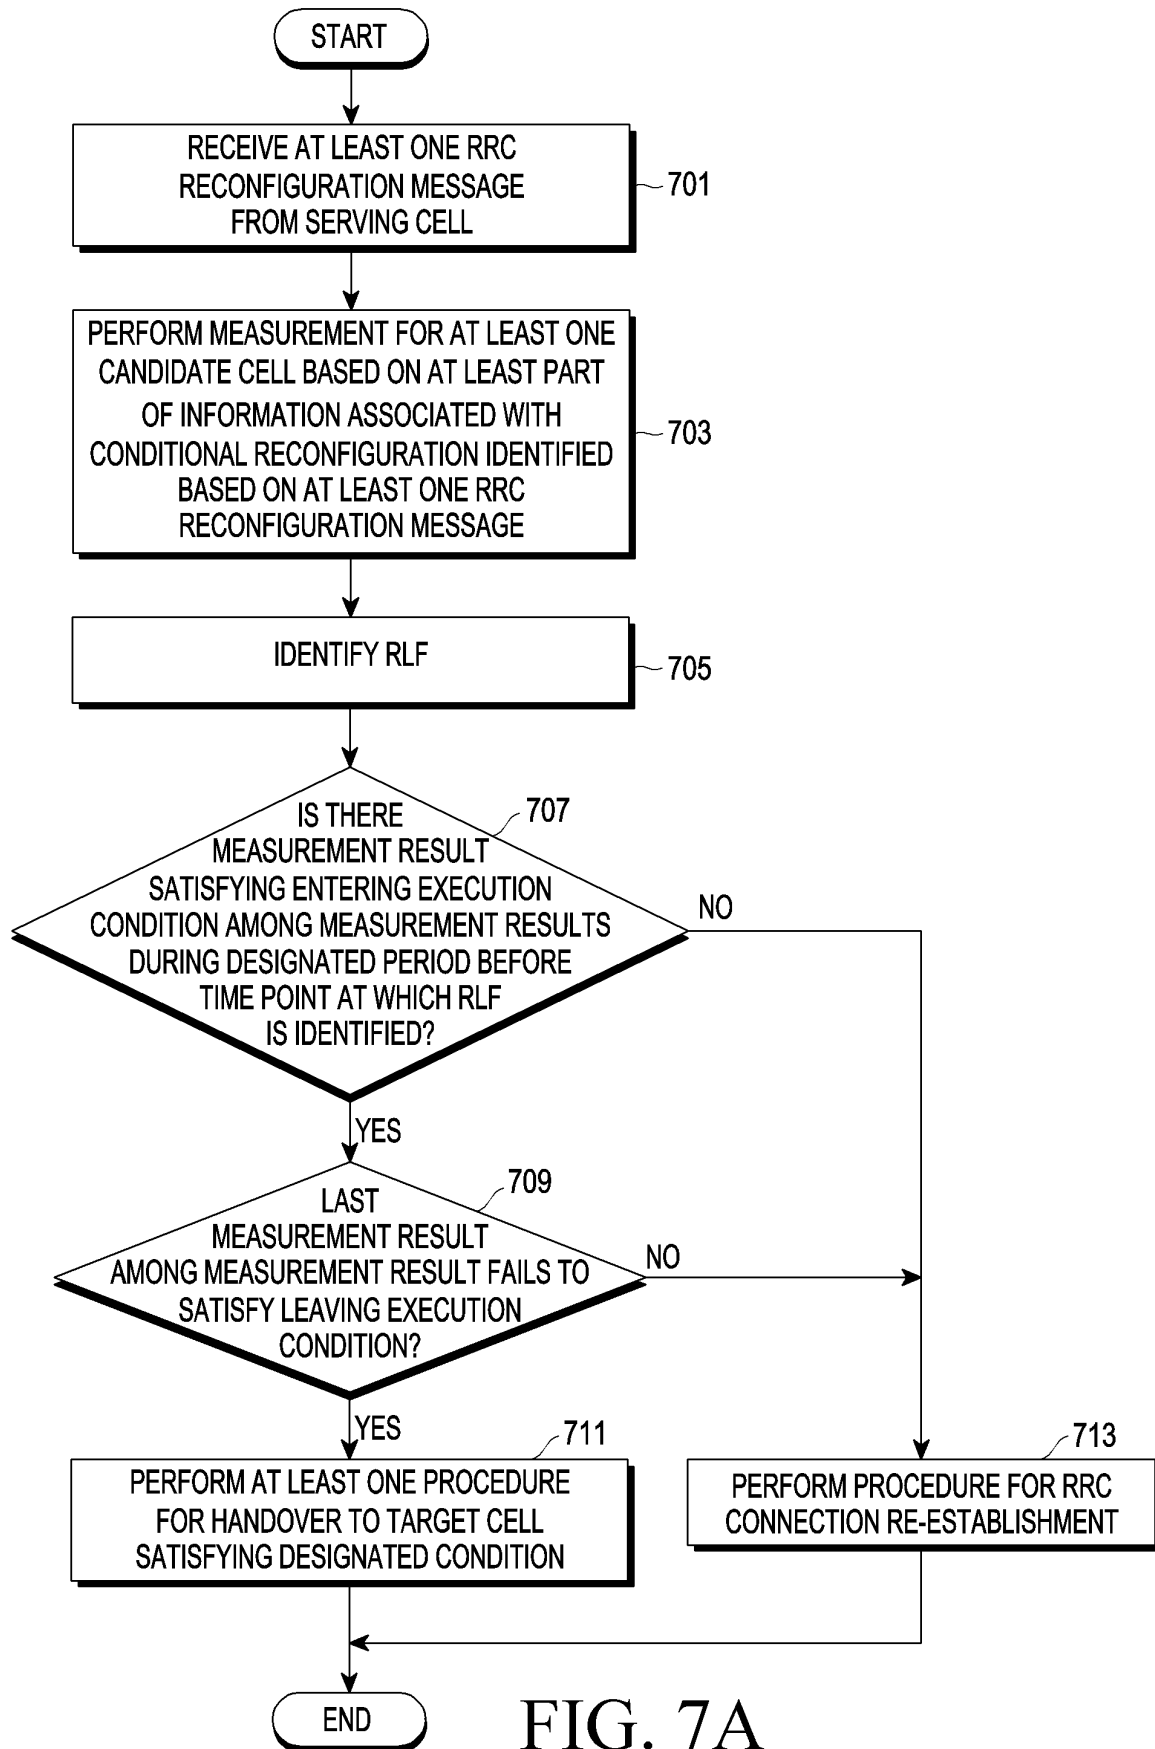 START
RECEIVE AT LEAST ONE RRC
RECONFIGURATION MESSAGE
FROM SERVING CELL
701
PERFORM MEASUREMENT FOR AT LEAST ONE
CANDIDATE CELL BASED ON AT LEAST PART
OF INFORMATION ASSOCIATED WITH
CONDITIONAL RECONFIGURATION IDENTIFIED
BASED ON AT LEAST ONE RRC
RECONFIGURATION MESSAGE
703
IDENTIFY RLF
705
707
IS THERE
MEASUREMENT RESULT
SATISFYING ENTERING EXECUTION
CONDITION AMONG MEASUREMENT RESULTS
DURING DESIGNATED PERIOD BEFORE
TIME POINT AT WHICH RLF
IS IDENTIFIED?
NO
YES
709
LAST
MEASUREMENT RESULT
AMONG MEASUREMENT RESULT FAILS TO
SATISFY LEAVING EXECUTION
CONDITION?
NO
YES
711
PERFORM AT LEAST ONE PROCEDURE
FOR HANDOVER TO TARGET CELL
SATISFYING DESIGNATED CONDITION
713
PERFORM PROCEDURE FOR RRC
CONNECTION RE-ESTABLISHMENT
END
FIG. 7A